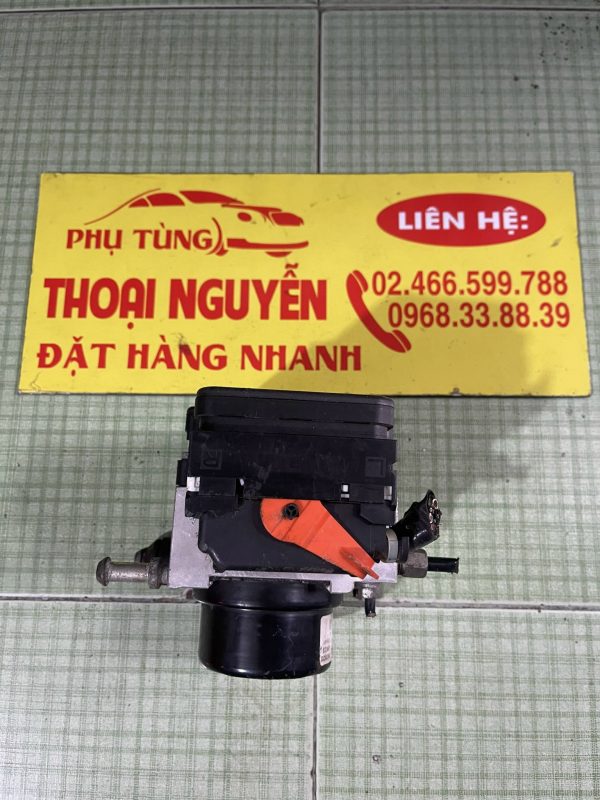 PHỤ TÙNG
THOẠI NGUYỄN
ĐẶT HÀNG NHANH
LIÊN HỆ:
02.466.599.788
0968.33.88.39